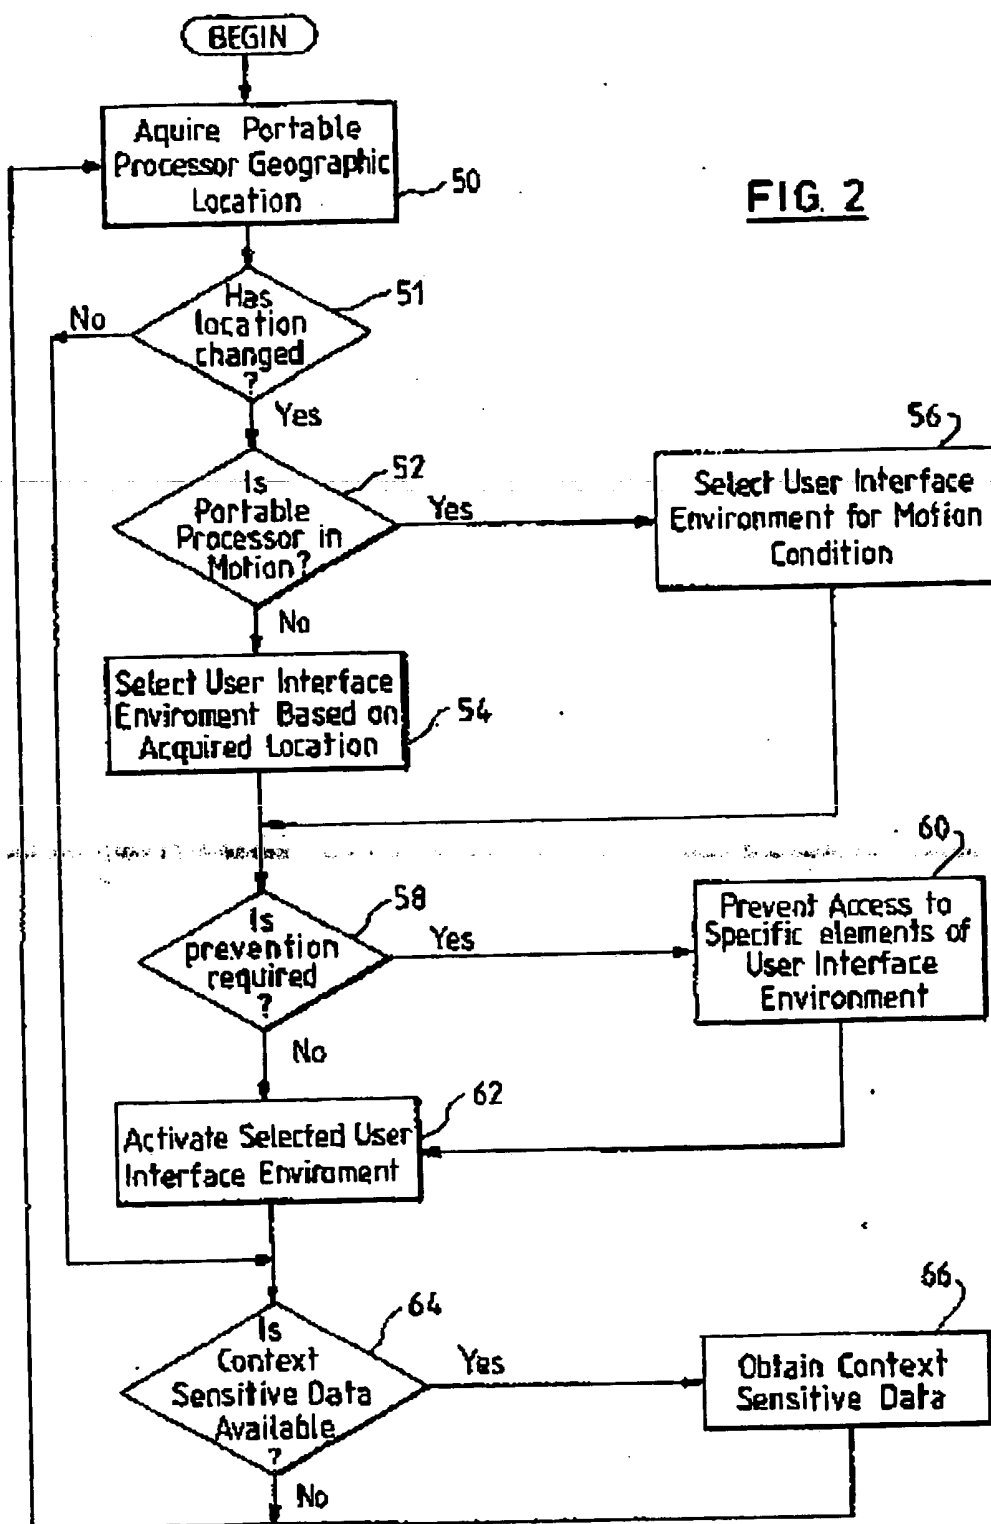 BEGIN
Aquire Portable
Processor Geographic
Location
50
FIG. 2
Has
location
changed
?
51
No
Yes
Is
Portable
Processor in
Motion?
52
Yes
No
56
Select User Interface
Environment for Motion
Condition
Select User Interface
Enviroment Based on
Acquired Location
54
Is
prevention
required
?
58
Yes
No
60
Prevent Access to
Specific elements of
User Interface
Environment
Activate Selected User
Interface Enviroment
62
Is
Context
Sensitive Data
Available
?
64
Yes
No
66
Obtain Context
Sensitive Data